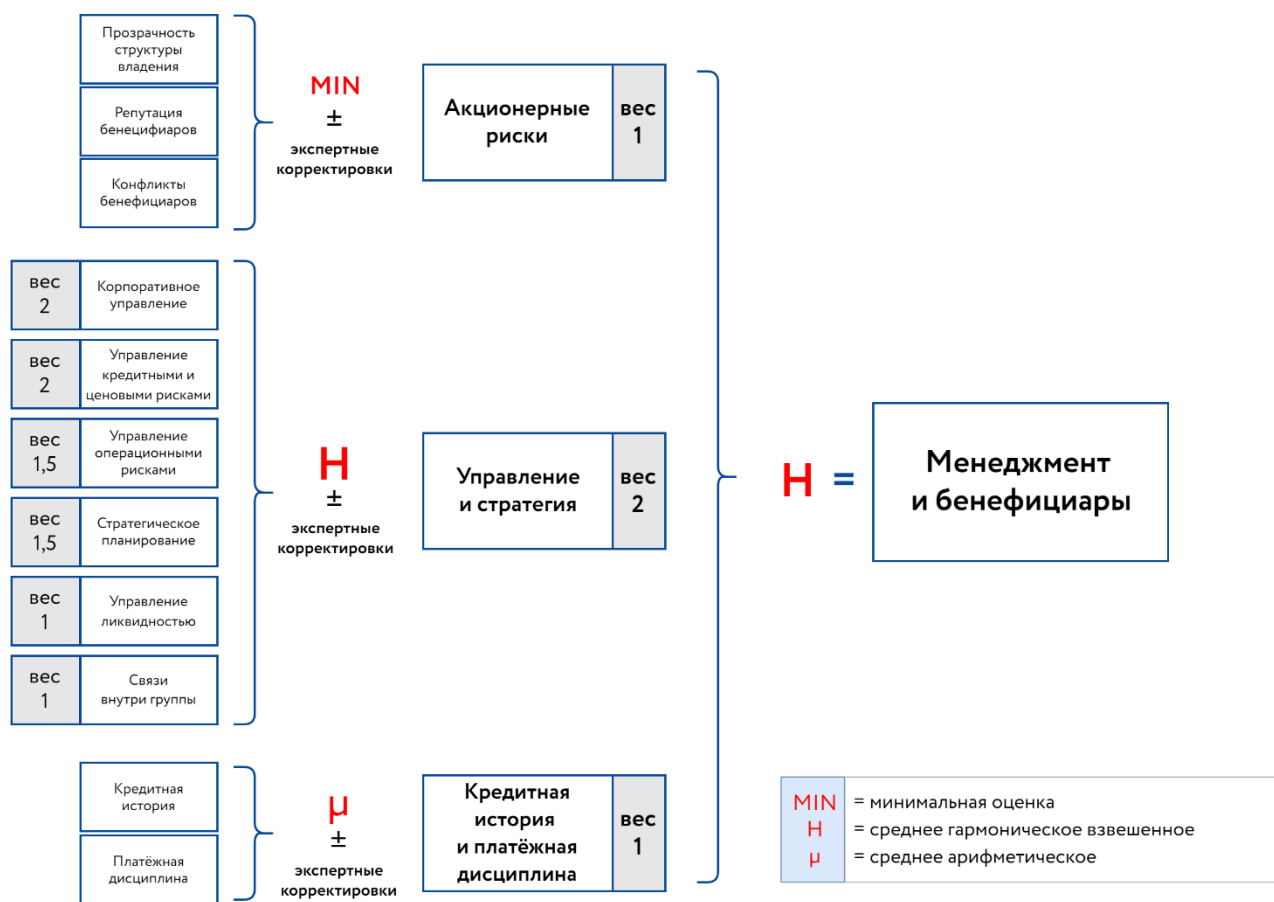 Прозрачность
структуры
владения
Репутация
бенецифиаров
Конфликты
бенефициаров
MIN
±
экспертные
корректировки
Акционерные
риски
вес
1
вес
2
Корпоративное
управление
вес
2
Управление
кредитными и
ценовыми рисками
вес
1,5
Управление
операционными
рисками
вес
1,5
Стратегическое
планирование
вес
1
Управление
ликвидностью
вес
1
Связи
внутри группы
H
±
экспертные
корректировки
Управление
и стратегия
вес
2
H =
Менеджмент
и бенефициары
Кредитная
история
Платёжная
дисциплина
μ
±
экспертные
корректировки
Кредитная
история
и платёжная
дисциплина
вес
1
MIN = минимальная оценка
H = среднее гармоническое взвешенное
μ = среднее арифметическое